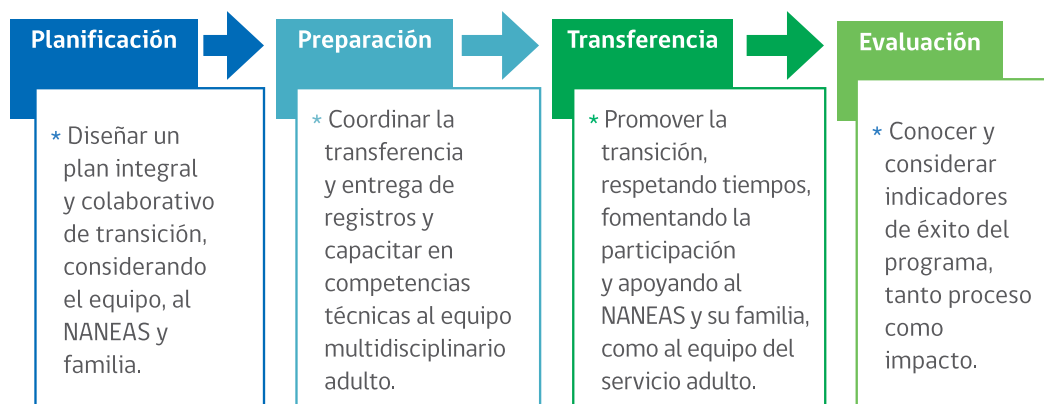 Planificación
* Diseñar un
plan integral
y colaborativo
de transición,
considerando
el equipo, al
NANEAS y
familia.
Preparación
* Coordinar la
transferencia
y entrega de
registros y
capacitar en
competencias
técnicas al equipo
multidisciplinario
adulto.
Transferencia
* Promover la
transición,
respetando tiempos,
fomentando la
participación
y apoyando al
NANEAS y su familia,
como al equipo del
servicio adulto.
Evaluación
* Conocer y
considerar
indicadores
de éxito del
programa,
tanto proceso
como
impacto.